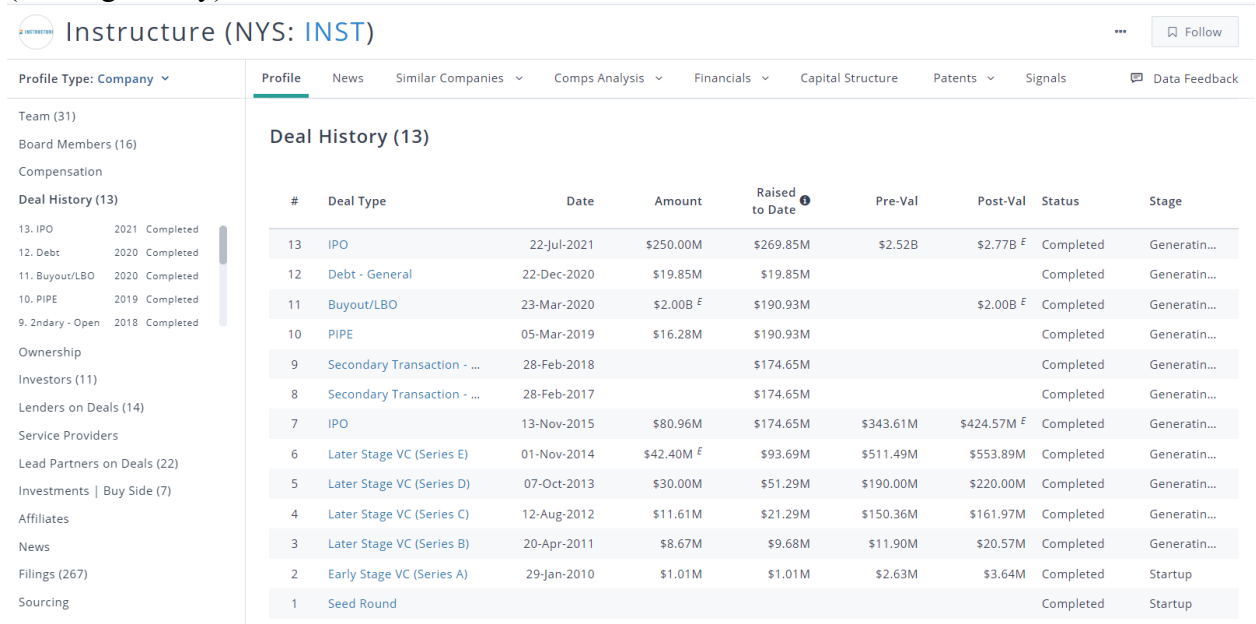 Instructure (NYS: INST)
... Follow
Profile Type: Company
Profile News Similar Companies Comps Analysis Financials Capital Structure Patents Signals Data Feedback
Team (31)
Board Members (16)
Compensation
Deal History (13)
13. IPO 2021 Completed
12. Debt 2020 Completed
11. Buyout/LBO 2020 Completed
10. PIPE 2019 Completed
9. 2ndary - Open 2018 Completed
Ownership
Investors (11)
Lenders on Deals (14)
Service Providers
Lead Partners on Deals (22)
Investments | Buy Side (7)
Affiliates
News
Filings (267)
Sourcing
Deal History (13)
# Deal Type Date Amount Raised to Date Pre-Val Post-Val Status Stage
13 IPO 22-Jul-2021 $250.00M $269.85M $2.52B $2.77B E Completed Generatin...
12 Debt - General 22-Dec-2020 $19.85M $19.85M Completed Generatin...
11 Buyout/LBO 23-Mar-2020 $2.00B E $190.93M $2.00B E Completed Generatin...
10 PIPE 05-Mar-2019 $16.28M $190.93M Completed Generatin...
9 Secondary Transaction - ... 28-Feb-2018 $174.65M Completed Generatin...
8 Secondary Transaction - ... 28-Feb-2017 $174.65M Completed Generatin...
7 IPO 13-Nov-2015 $80.96M $174.65M $343.61M $424.57M E Completed Generatin...
6 Later Stage VC (Series E) 01-Nov-2014 $42.40M E $93.69M $511.49M $553.89M Completed Generatin...
5 Later Stage VC (Series D) 07-Oct-2013 $30.00M $51.29M $190.00M $220.00M Completed Generatin...
4 Later Stage VC (Series C) 12-Aug-2012 $11.61M $21.29M $150.36M $161.97M Completed Generatin...
3 Later Stage VC (Series B) 20-Apr-2011 $8.67M $9.68M $11.90M $20.57M Completed Generatin...
2 Early Stage VC (Series A) 29-Jan-2010 $1.01M $1.01M $2.63M $3.64M Completed Startup
1 Seed Round Completed Startup